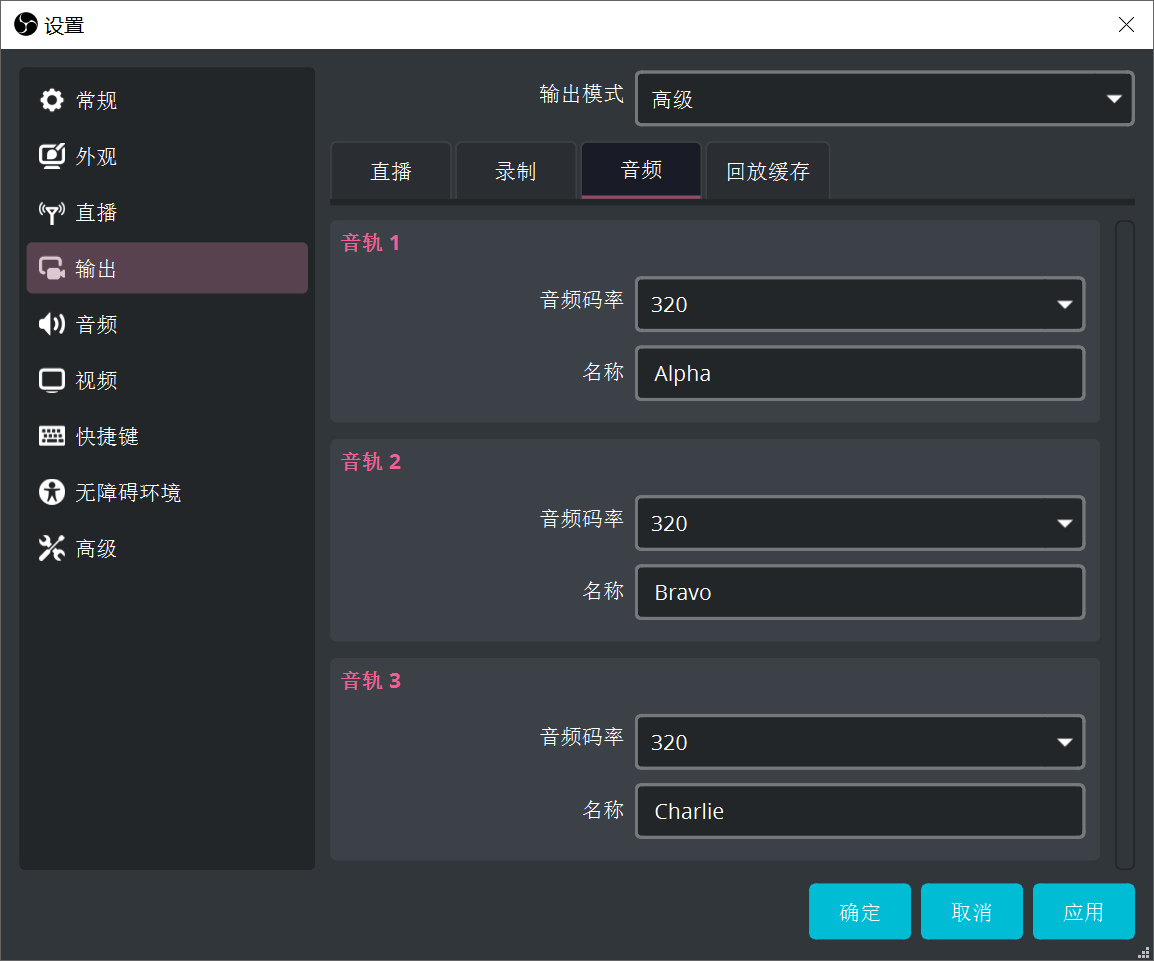 设置
常规
外观
直播
输出
音频
视频
快捷键
无障碍环境
高级
输出模式 高级
直播 录制 音频 回放缓存
音轨 1
音频码率 320
名称 Alpha
音轨 2
音频码率 320
名称 Bravo
音轨 3
音频码率 320
名称 Charlie
确定 取消 应用